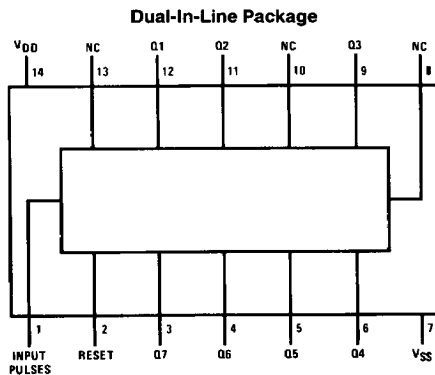 Dual-In-Line Package
VDD NC Q1 Q2 NC Q3 NC
14 13 12 11 10 9 8
1 2 3 4 5 6 7
INPUT PULSES RESET Q7 Q6 Q5 Q4 VSS